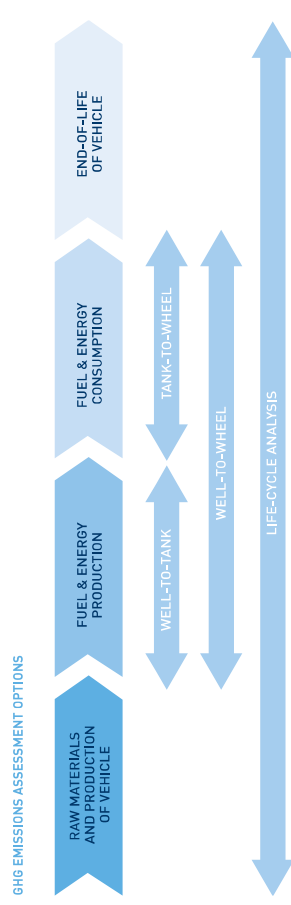 GHG EMISSIONS ASSESSMENT OPTIONS
RAW MATERIALS
AND PRODUCTION
OF VEHICLE
FUEL & ENERGY
PRODUCTION
FUEL & ENERGY
CONSUMPTION
END-OF-LIFE
OF VEHICLE
WELL-TO-TANK
TANK-TO-WHEEL
WELL-TO-WHEEL
LIFE-CYCLE ANALYSIS